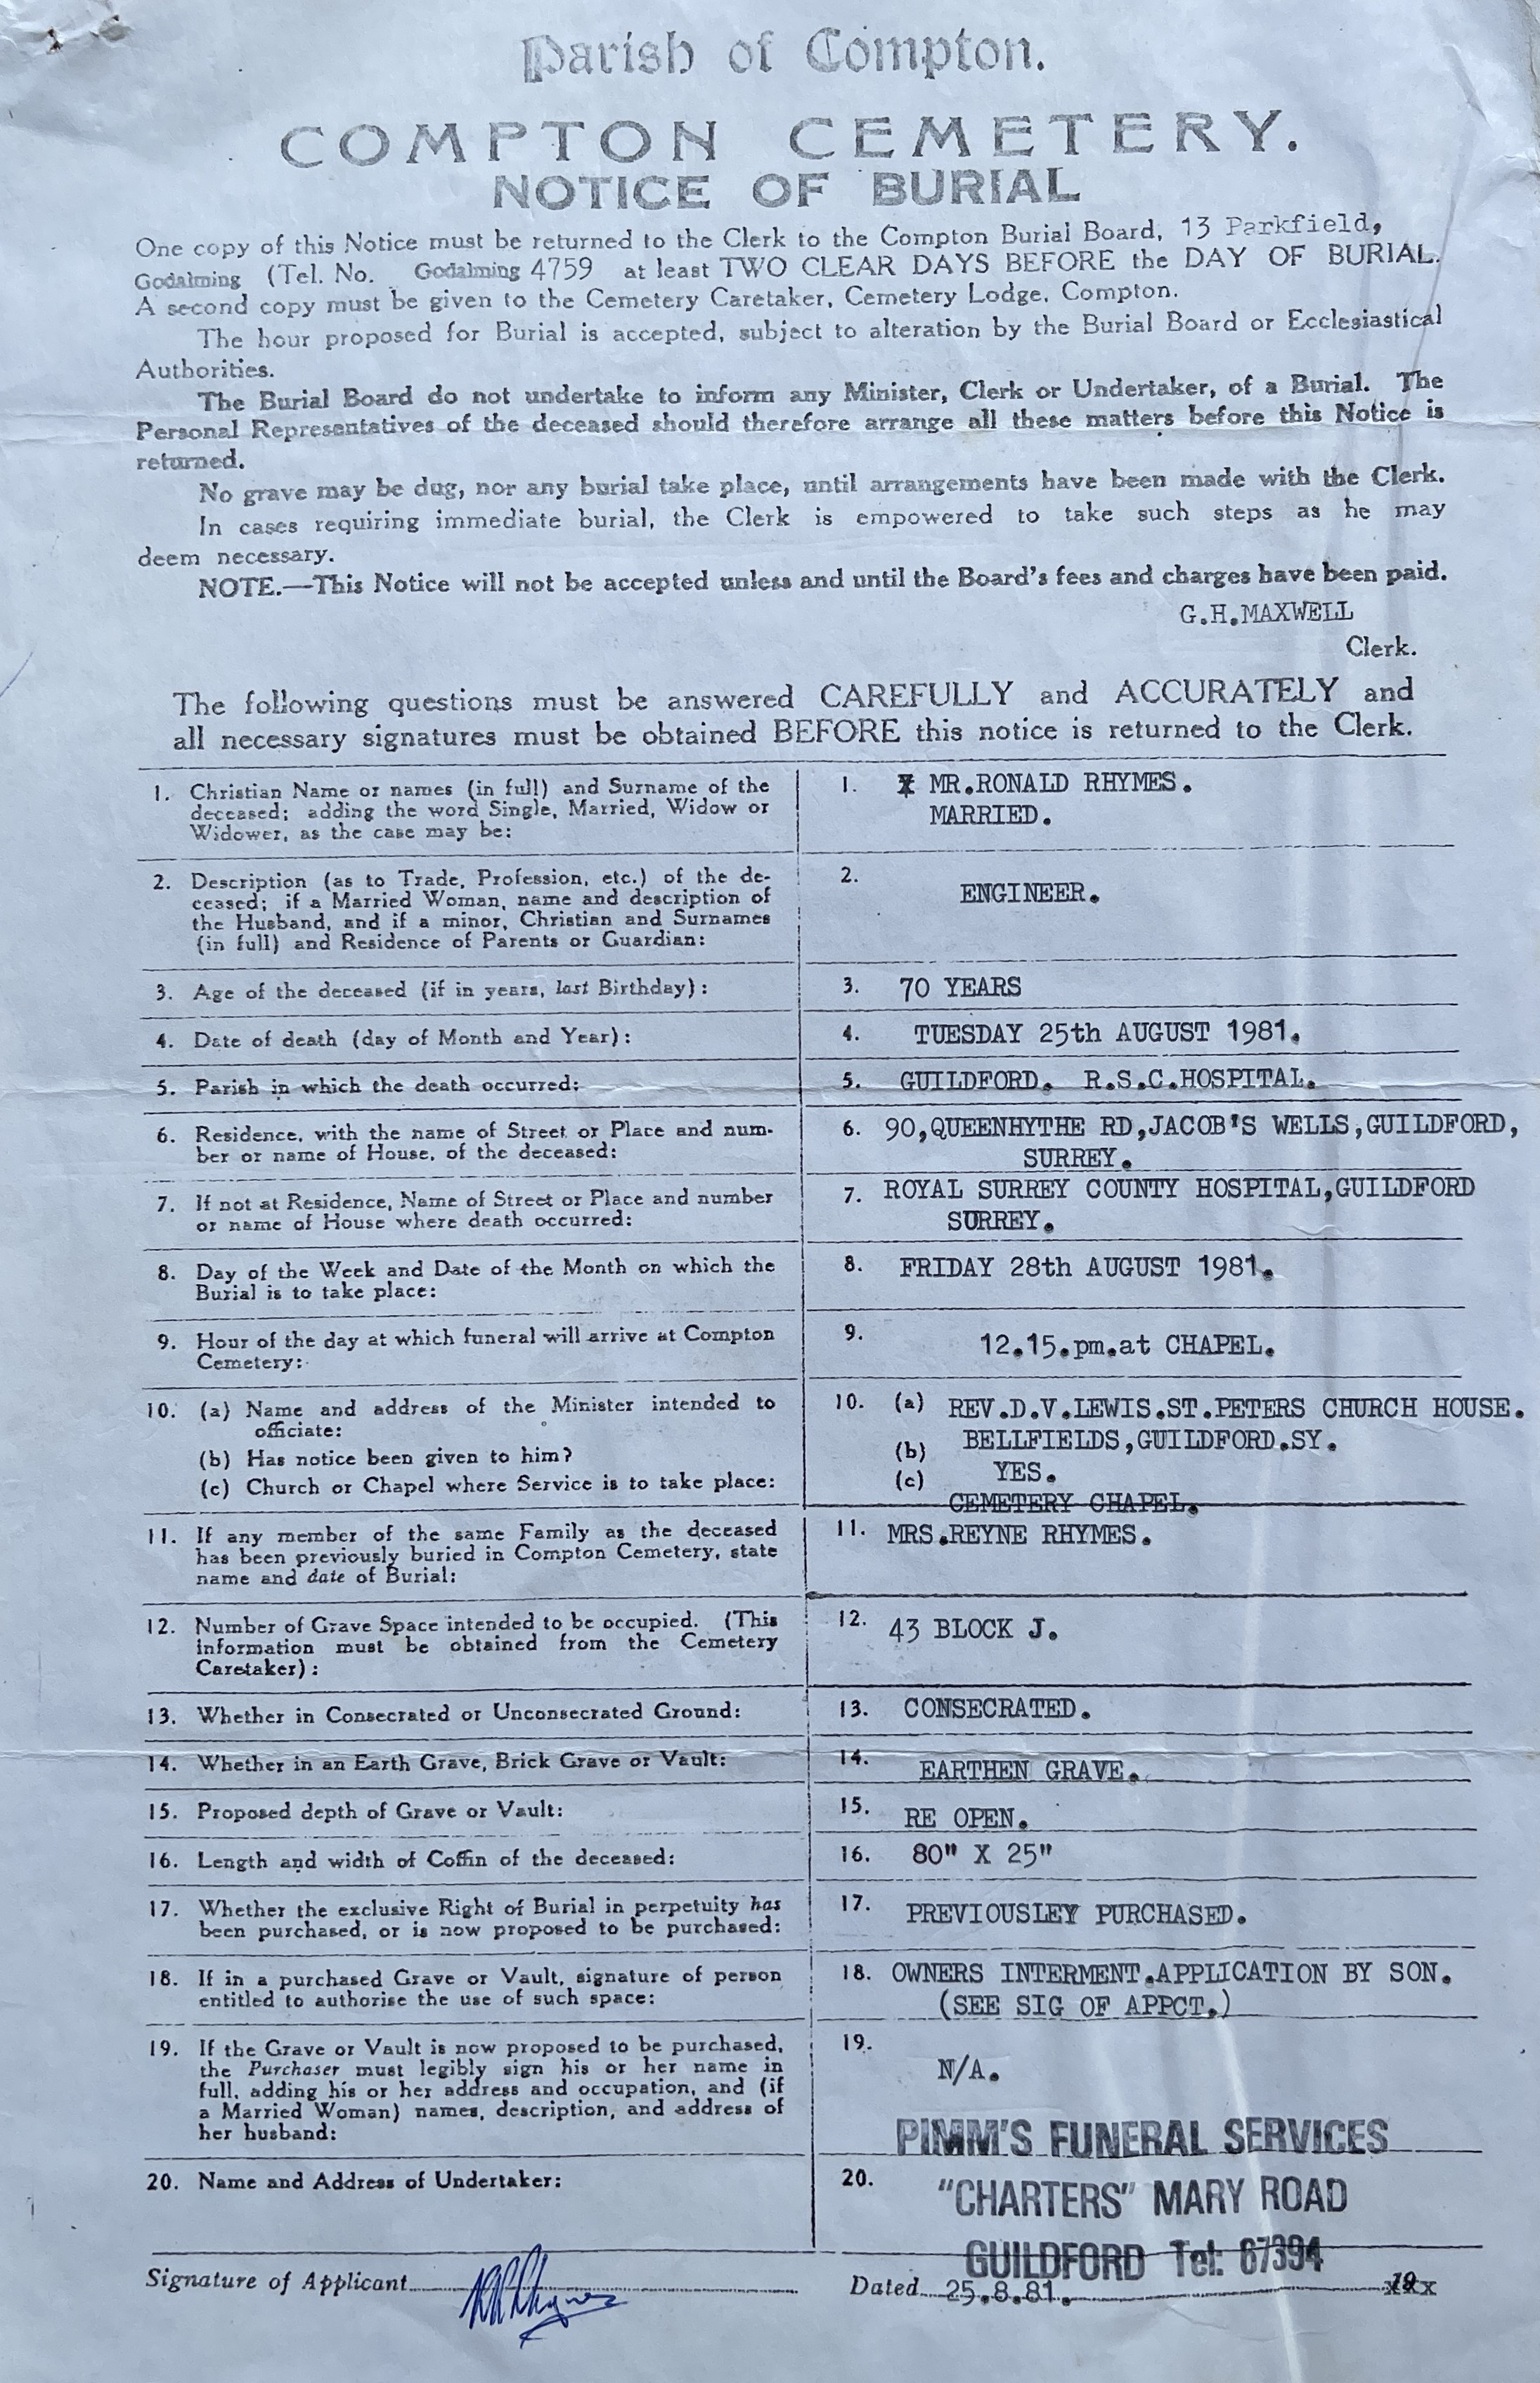 Parish of Compton.
COMPTON CEMETERY.
NOTICE OF BURIAL
One copy of this Notice must be returned to the Clerk to the Compton Burial Board, 13 Parkfield,
Godalming (Tel. No. Godalming 4759 at least TWO CLEAR DAYS BEFORE the DAY OF BURIAL.
A second copy must be given to the Cemetery Caretaker, Cemetery Lodge, Compton.
The hour proposed for Burial is accepted, subject to alteration by the Burial Board or Ecclesiastical
Authorities.
The Burial Board do not undertake to inform any Minister, Clerk or Undertaker, of a Burial. The
Personal Representatives of the deceased should therefore arrange all these matters before this Notice is
returned.
No grave may be dug, nor any burial take place, until arrangements have been made with the Clerk.
In cases requiring immediate burial, the Clerk is empowered to take such steps as he may
deem necessary.
NOTE.—This Notice will not be accepted unless and until the Board's fees and charges have been paid.
G.H.MAXWELL
Clerk.
The following questions must be answered CAREFULLY and ACCURATELY and
all necessary signatures must be obtained BEFORE this notice is returned to the Clerk.
1. Christian Name or names (in full) and Surname of the
deceased; adding the word Single, Married, Widow or
Widower, as the case may be:
1. MR.RONALD RHYMES.
MARRIED.
2. Description (as to Trade, Profession, etc.) of the de-
ceased; if a Married Woman, name and description of
the Husband, and if a minor, Christian and Surnames
(in full) and Residence of Parents or Guardian:
2. ENGINEER.
3. Age of the deceased (if in years, last Birthday):
3. 70 YEARS
4. Date of death (day of Month and Year):
4. TUESDAY 25th AUGUST 1981.
5. Parish in which the death occurred:
5. GUILDFORD. R.S.C.HOSPITAL.
6. Residence, with the name of Street or Place and num-
ber or name of House, of the deceased:
6. 90,QUEENHYTHE RD,JACOB'S WELLS,GUILDFORD,
SURREY.
7. If not at Residence, Name of Street or Place and number
or name of House where death occurred:
7. ROYAL SURREY COUNTY HOSPITAL,GUILDFORD
SURREY.
8. Day of the Week and Date of the Month on which the
Burial is to take place:
8. FRIDAY 28th AUGUST 1981.
9. Hour of the day at which funeral will arrive at Compton
Cemetery:
9. 12.15.pm.at CHAPEL.
10. (a) Name and address of the Minister intended to
officiate:
(b) Has notice been given to him?
(c) Church or Chapel where Service is to take place:
10. (a) REV.D.V.LEWIS.ST.PETERS CHURCH HOUSE.
BELLFIELDS,GUILDFORD.SY.
(b) YES.
(c) CEMETERY CHAPEL.
11. If any member of the same Family as the deceased
has been previously buried in Compton Cemetery, state
name and date of Burial:
11. MRS.REYNE RHYMES.
12. Number of Grave Space intended to be occupied. (This
information must be obtained from the Cemetery
Caretaker):
12. 43 BLOCK J.
13. Whether in Consecrated or Unconsecrated Ground:
13. CONSECRATED.
14. Whether in an Earth Grave, Brick Grave or Vault:
14. EARTHEN GRAVE.
15. Proposed depth of Grave or Vault:
15. RE OPEN.
16. Length and width of Coffin of the deceased:
16. 80" X 25"
17. Whether the exclusive Right of Burial in perpetuity has
been purchased, or is now proposed to be purchased:
17. PREVIOUSLEY PURCHASED.
18. If in a purchased Grave or Vault, signature of person
entitled to authorise the use of such space:
18. OWNERS INTERMENT.APPLICATION BY SON.
(SEE SIG OF APPCT.)
19. If the Grave or Vault is now proposed to be purchased,
the Purchaser must legibly sign his or her name in
full, adding his or her address and occupation, and (if
a Married Woman) names, description, and address of
her husband:
19. N/A.
20. Name and Address of Undertaker:
20. PIMM'S FUNERAL SERVICES
"CHARTERS" MARY ROAD
GUILDFORD Tel: 67394
Signature of Applicant
Dated 25.8.81.